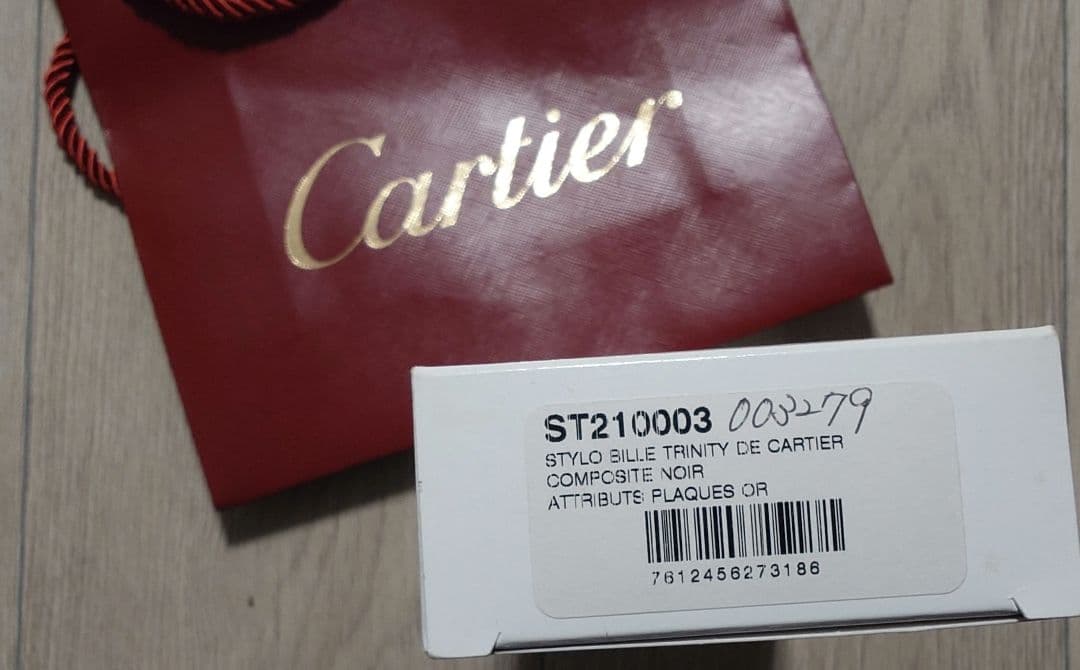 Cartier
ST210003 003279
STYLO BILLE TRINITY DE CARTIER
COMPOSITE NOIR
ATTRIBUTS PLAQUES OR
7612456273186